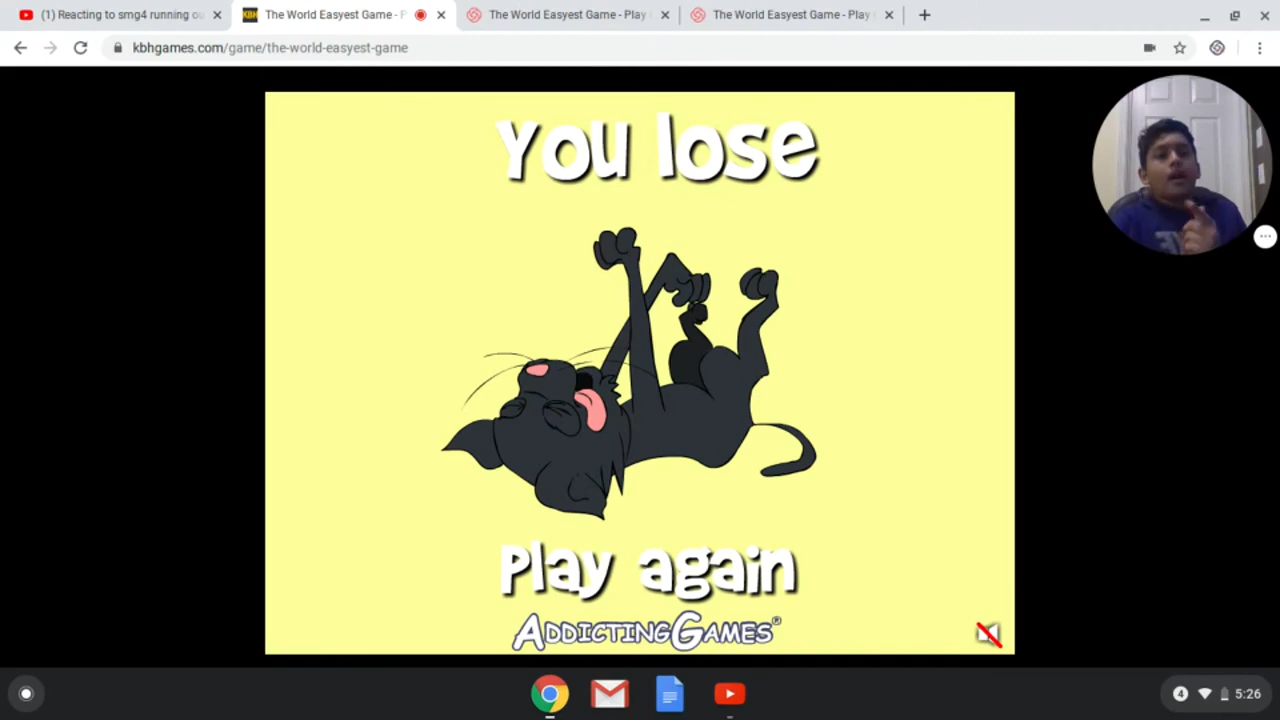 (1) Reacting to smg4 running ou
The World Easyest Game - P
The World Easyest Game - Play
The World Easyest Game - Play
kbhgames.com/game/the-world-easyest-game
You lose
Play again
ADDICTINGGAMES®
4
5:26